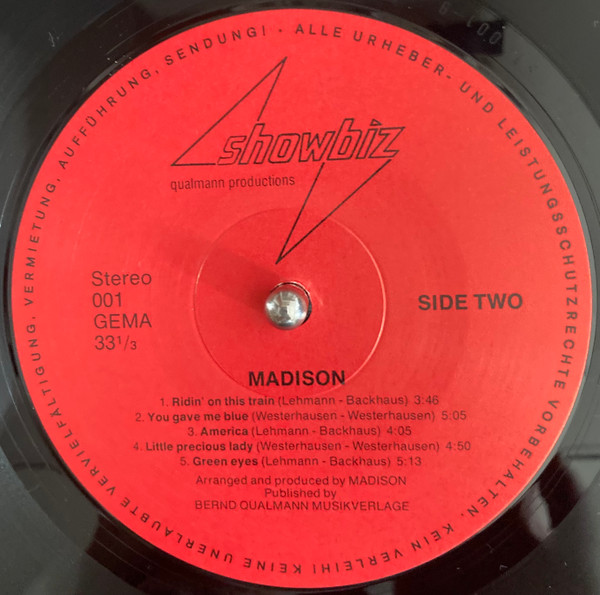 ALLE URHEBER- UND LEISTUNGSSCHUTZRECHTE VORBEHALTEN. KEIN VERLEIH! KEINE UNERLAUBTE VERVIELFÄLTIGUNG, VERMIETUNG, AUFFÜHRUNG, SENDUNG! ·
showbiz
qualmann productions
Stereo
001
GEMA
33 1/3
SIDE TWO
MADISON
1. Ridin' on this train (Lehmann - Backhaus) 3:46
2. You gave me blue (Westerhausen - Westerhausen) 5:05
3. America (Lehmann - Backhaus) 4:05
4. Little precious lady (Westerhausen - Westerhausen) 4:50
5. Green eyes (Lehmann - Backhaus) 5:13
Arranged and produced by MADISON
Published by
BERND QUALMANN MUSIKVERLAGE